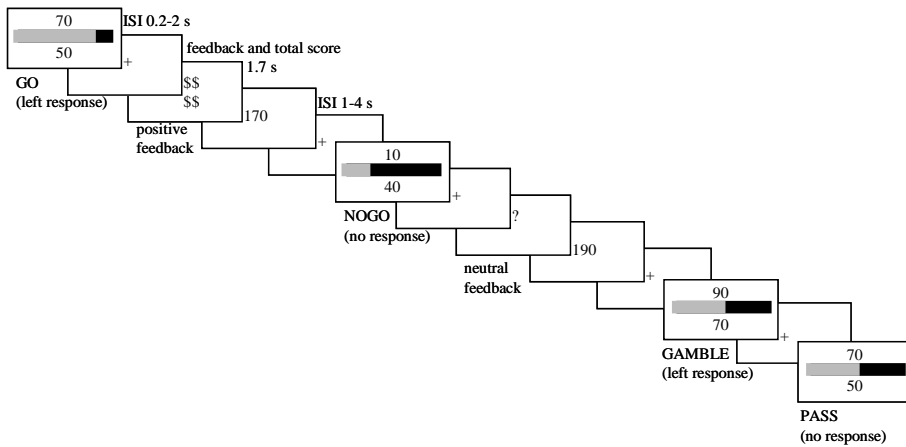 70
50
ISI 0.2-2 s
GO
(left response)
+
feedback and total score
$$
$$
1.7 s
positive
feedback
170
ISI 1-4 s
+
10
40
NOGO
(no response)
+
?
neutral
feedback
190
+
90
70
GAMBLE
(left response)
+
70
50
PASS
(no response)